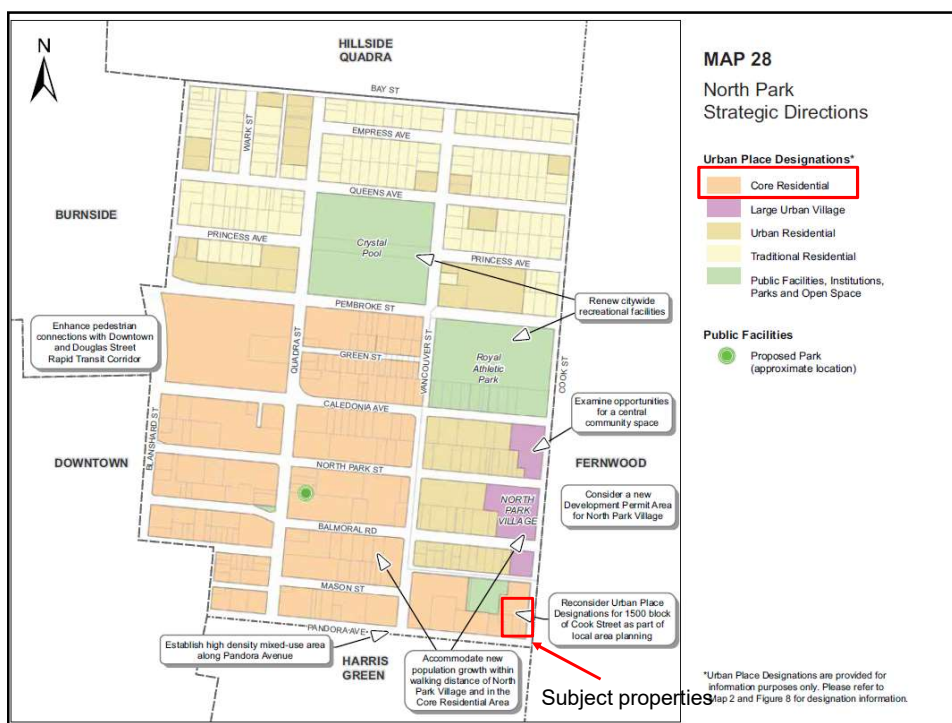 N
HILLSIDE
QUADRA
BAY ST
WARK ST
EMPRESS AVE
QUEENS AVE
BURNSIDE
PRINCESS AVE
Crystal
Pool
PRINCESS AVE
PEMBROKE ST
Renew citywide
recreational facilities
Enhance pedestrian
connections with Downtown
and Douglas Street
Rapid Transit Corridor
QUADRA ST
GREEN ST
VANCOUVER ST
Royal
Athletic
Park
COOK ST
CALEDONIA AVE
Examine opportunities
for a central
community space
BLANSHARD ST
DOWNTOWN
NORTH PARK ST
FERNWOOD
NORTH
PARK
VILLAGE
Consider a new
Development Permit Area
for North Park Village
BALMORAL RD
MASON ST
Reconsider Urban Place
Designations for 1500 block
of Cook Street as part of
local area planning
PANDORA AVE
Establish high density mixed-use area
along Pandora Avenue
HARRIS
GREEN
Accommodate new
population growth within
walking distance of North
Park Village and in the
Core Residential Area
Subject properties
MAP 28
North Park
Strategic Directions
Urban Place Designations*
Core Residential
Large Urban Village
Urban Residential
Traditional Residential
Public Facilities, Institutions,
Parks and Open Space
Public Facilities
Proposed Park
(approximate location)
*Urban Place Designations are provided for
information purposes only. Please refer to
Map 2 and Figure 8 for designation information.